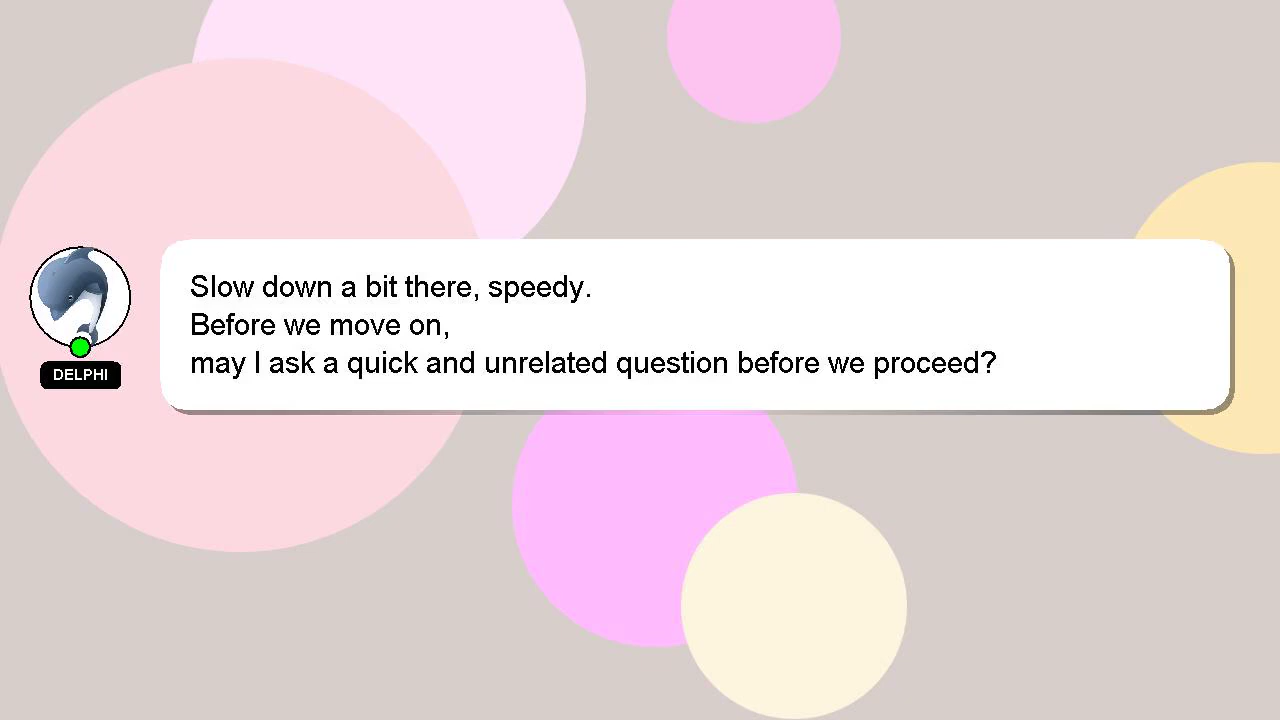 Slow down a bit there, speedy.
Before we move on,
may I ask a quick and unrelated question before we proceed?
DELPHI